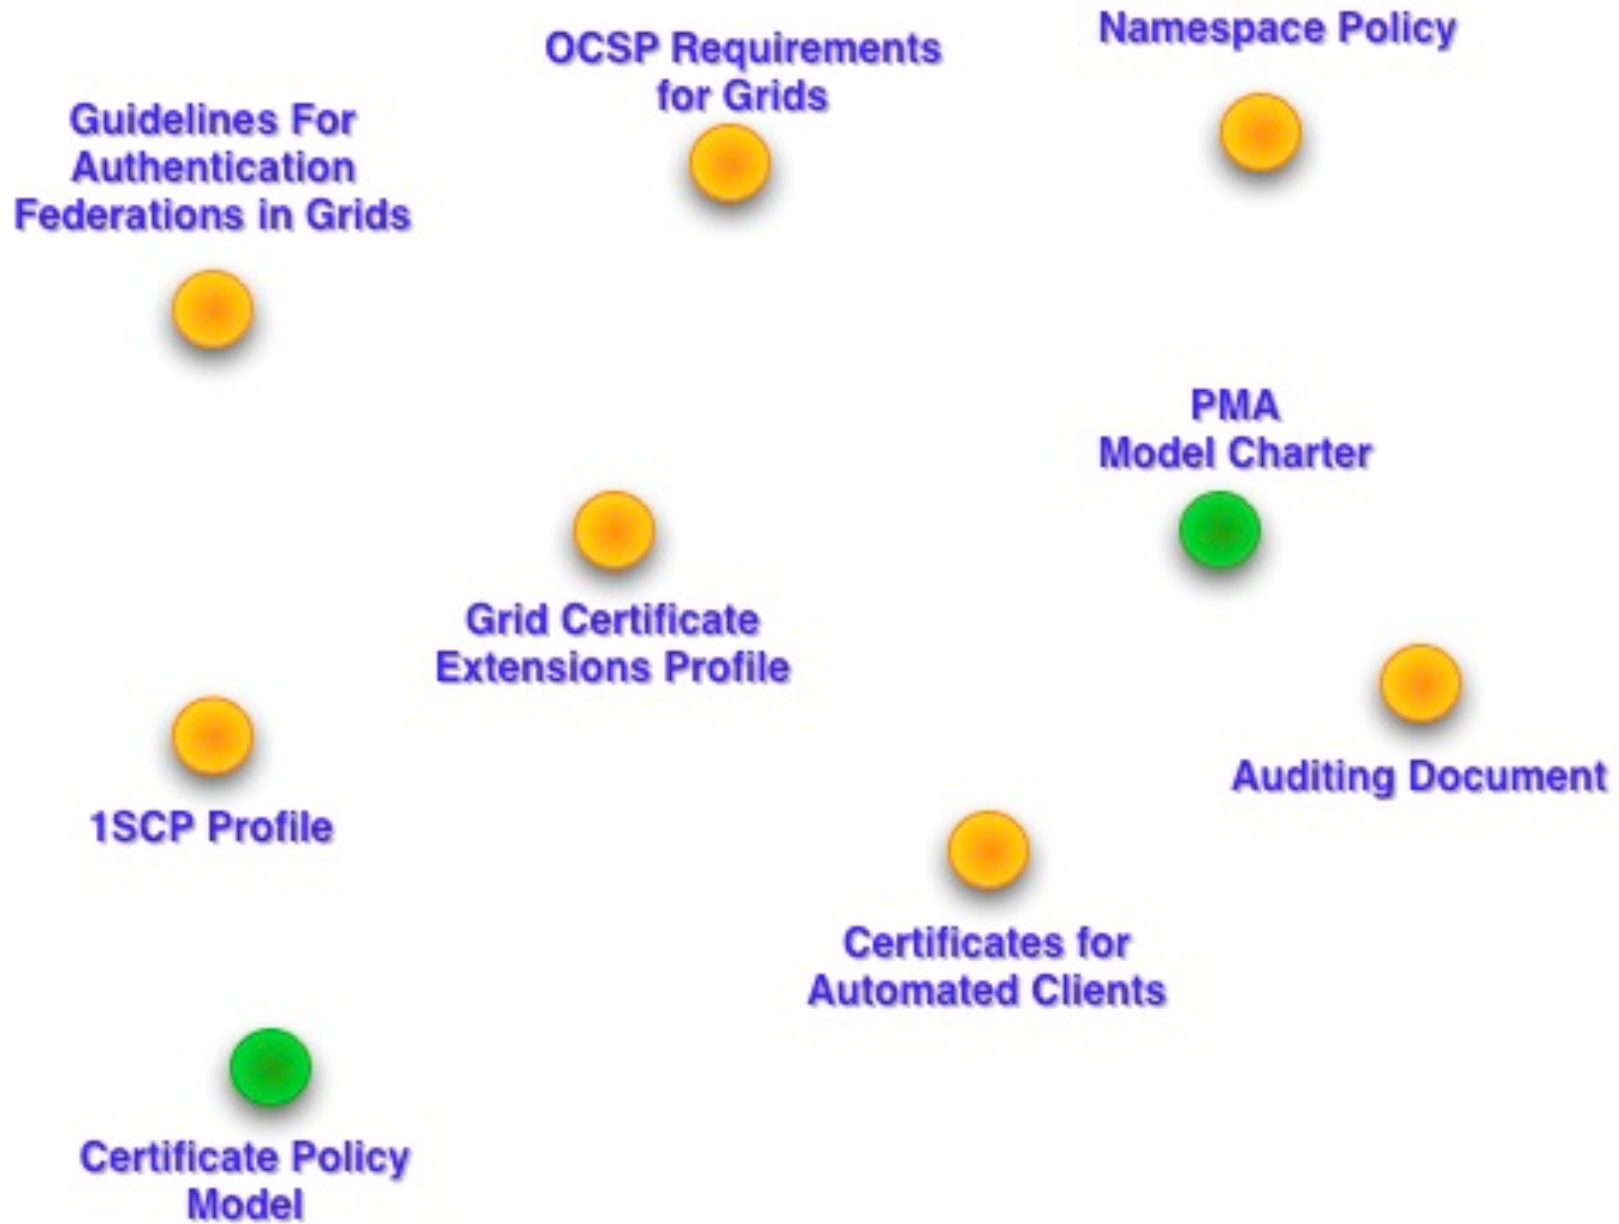 OCSP Requirements
for Grids
Namespace Policy
Guidelines For
Authentication
Federations in Grids
PMA
Model Charter
Grid Certificate
Extensions Profile
Auditing Document
1SCP Profile
Certificates for
Automated Clients
Certificate Policy
Model